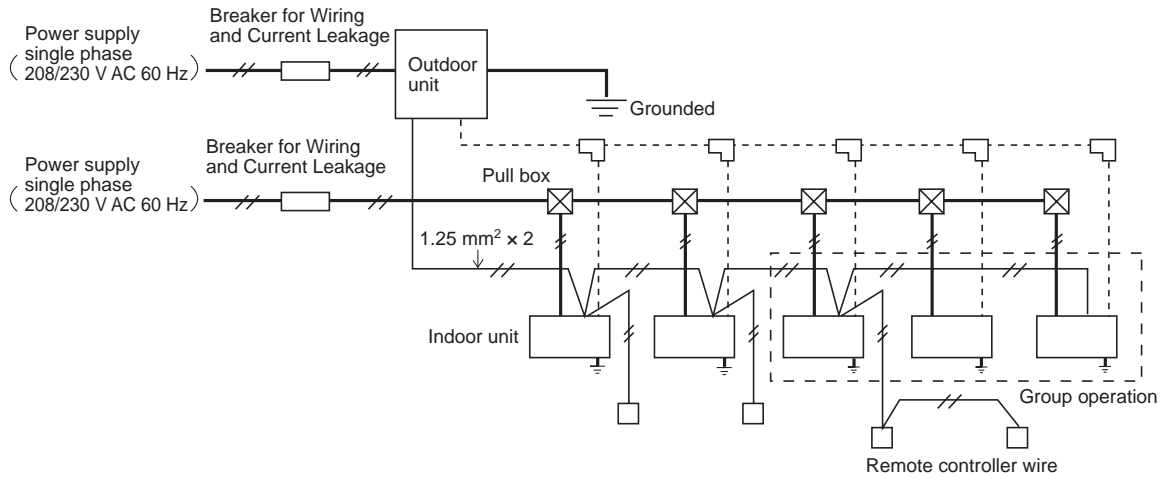 Power supply
single phase
( 208/230 V AC 60 Hz )
Breaker for Wiring
and Current Leakage
Outdoor
unit
Grounded
Power supply
single phase
( 208/230 V AC 60 Hz )
Breaker for Wiring
and Current Leakage
Pull box
1.25 mm² × 2
Indoor unit
Group operation
Remote controller wire